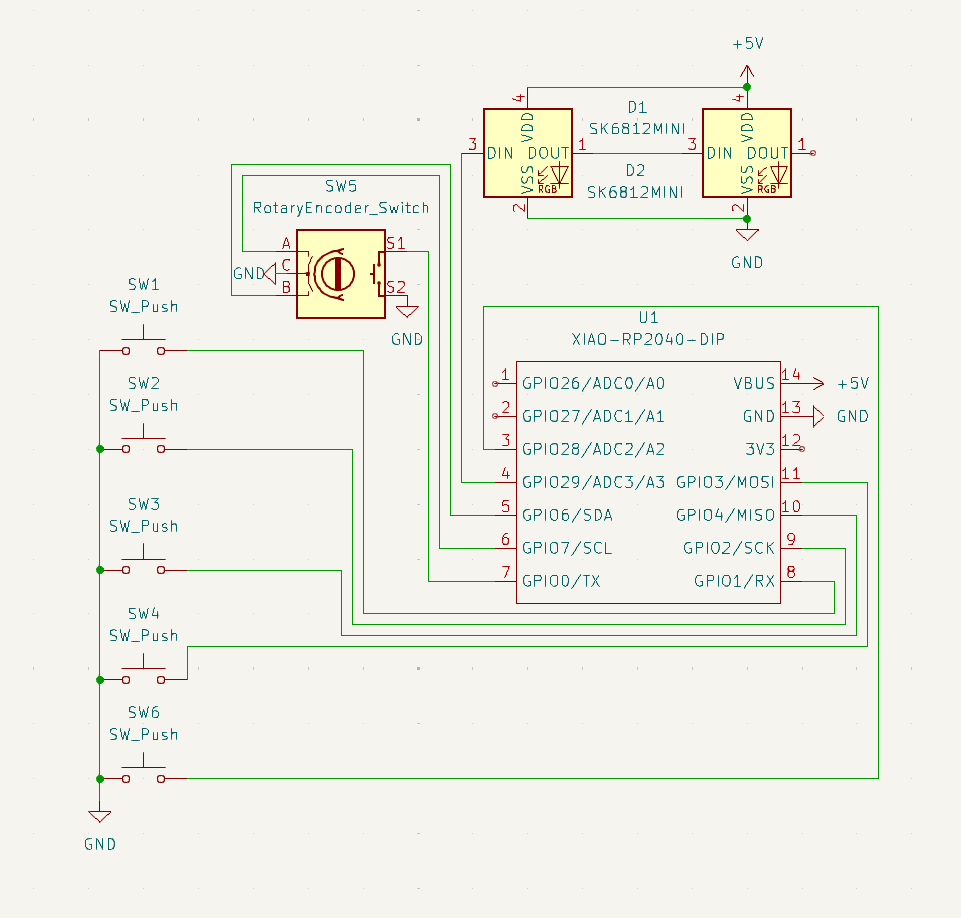 +5V
4
4
D1
SK6812MINI
VDD
VDD
3
DIN
DOUT
1
3
DIN
DOUT
1
D2
SK6812MINI
VSS
RGB
VSS
RGB
2
2
GND
SW5
RotaryEncoder_Switch
A
S1
GND
C
B
S2
GND
SW1
SW_Push
SW2
SW_Push
SW3
SW_Push
SW4
SW_Push
SW6
SW_Push
GND
U1
XIAO-RP2040-DIP
1
GPIO26/ADC0/A0
VBUS
14
+5V
2
GPIO27/ADC1/A1
GND
13
GND
3
GPIO28/ADC2/A2
3V3
12
4
GPIO29/ADC3/A3
GPIO3/MOSI
11
5
GPIO6/SDA
GPIO4/MISO
10
6
GPIO7/SCL
GPIO2/SCK
9
7
GPIO0/TX
GPIO1/RX
8